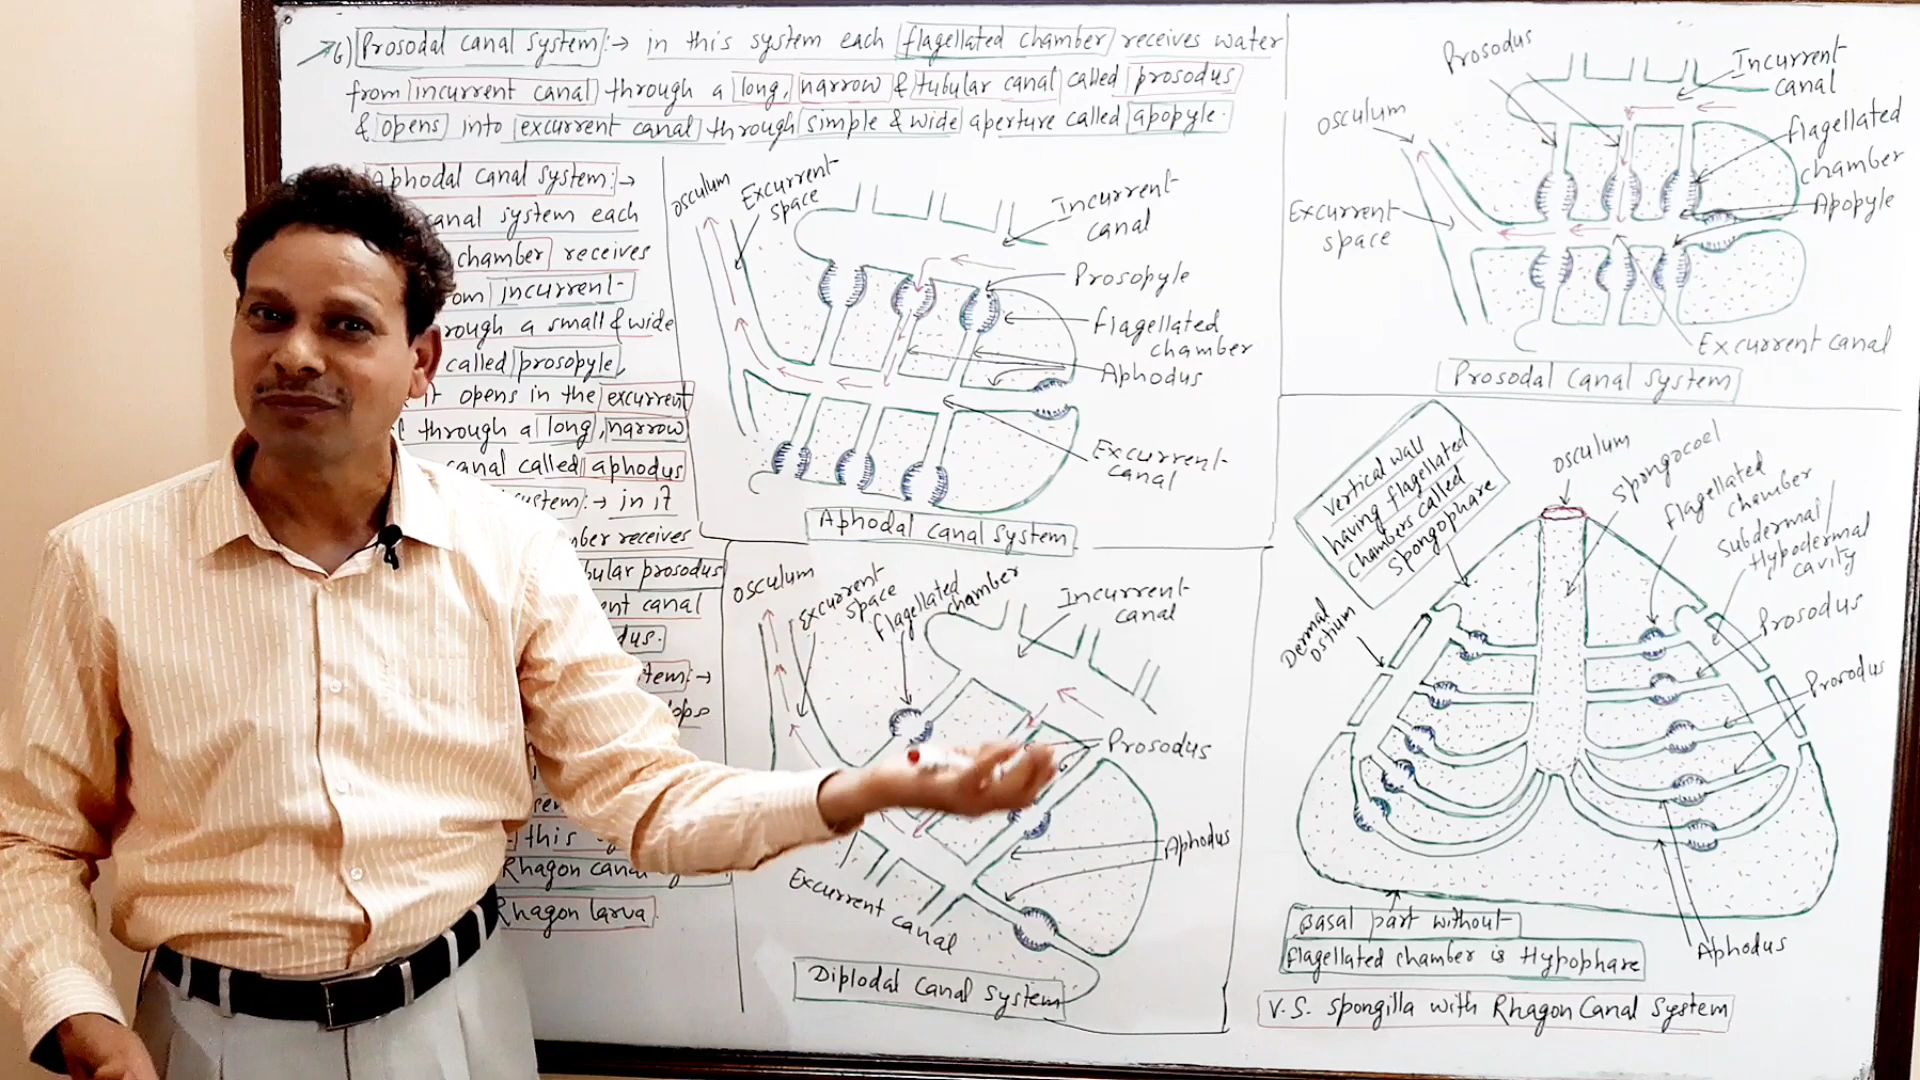 6) Prosodal canal system :→ in this system each flagellated chamber receives water
from incurrent canal through a long, narrow & tubular canal called prosodus
& opens into excurrent canal through simple & wide aperture called apopyle.
Aphodal canal system :→
canal system each
chamber receives
incurrent-
a small & wide
called prosopyle,
it opens in the excurrent
through a long, narrow
canal called aphodus
:→ in it
receives
prosodus
canal
:→
this
Rhagon canal
Rhagon larva.
osculum
Excurrent
space
Incurrent
canal
Prosopyle
flagellated
chamber
Aphodus
Excurrent-
canal
Aphodal canal system
osculum
Excurrent
space
flagellated
chamber
Incurrent
canal
Prosodus
Aphodus
Excurrent canal
Diplodal canal system
Prosodus
Incurrent
canal
osculum
flagellated
chamber
Apopyle
Excurrent
space
Excurrent canal
Prosodal canal system
vertical wall
having flagellated
chambers called
spongophare
osculum
spongocoel
flagellated
chamber
subdermal/
Hypodermal
cavity
Dermal
ostium
Prosodus
Prorodus
Basal part without
flagellated chamber is Hypophare
Aphodus
V.S. spongilla with Rhagon Canal System